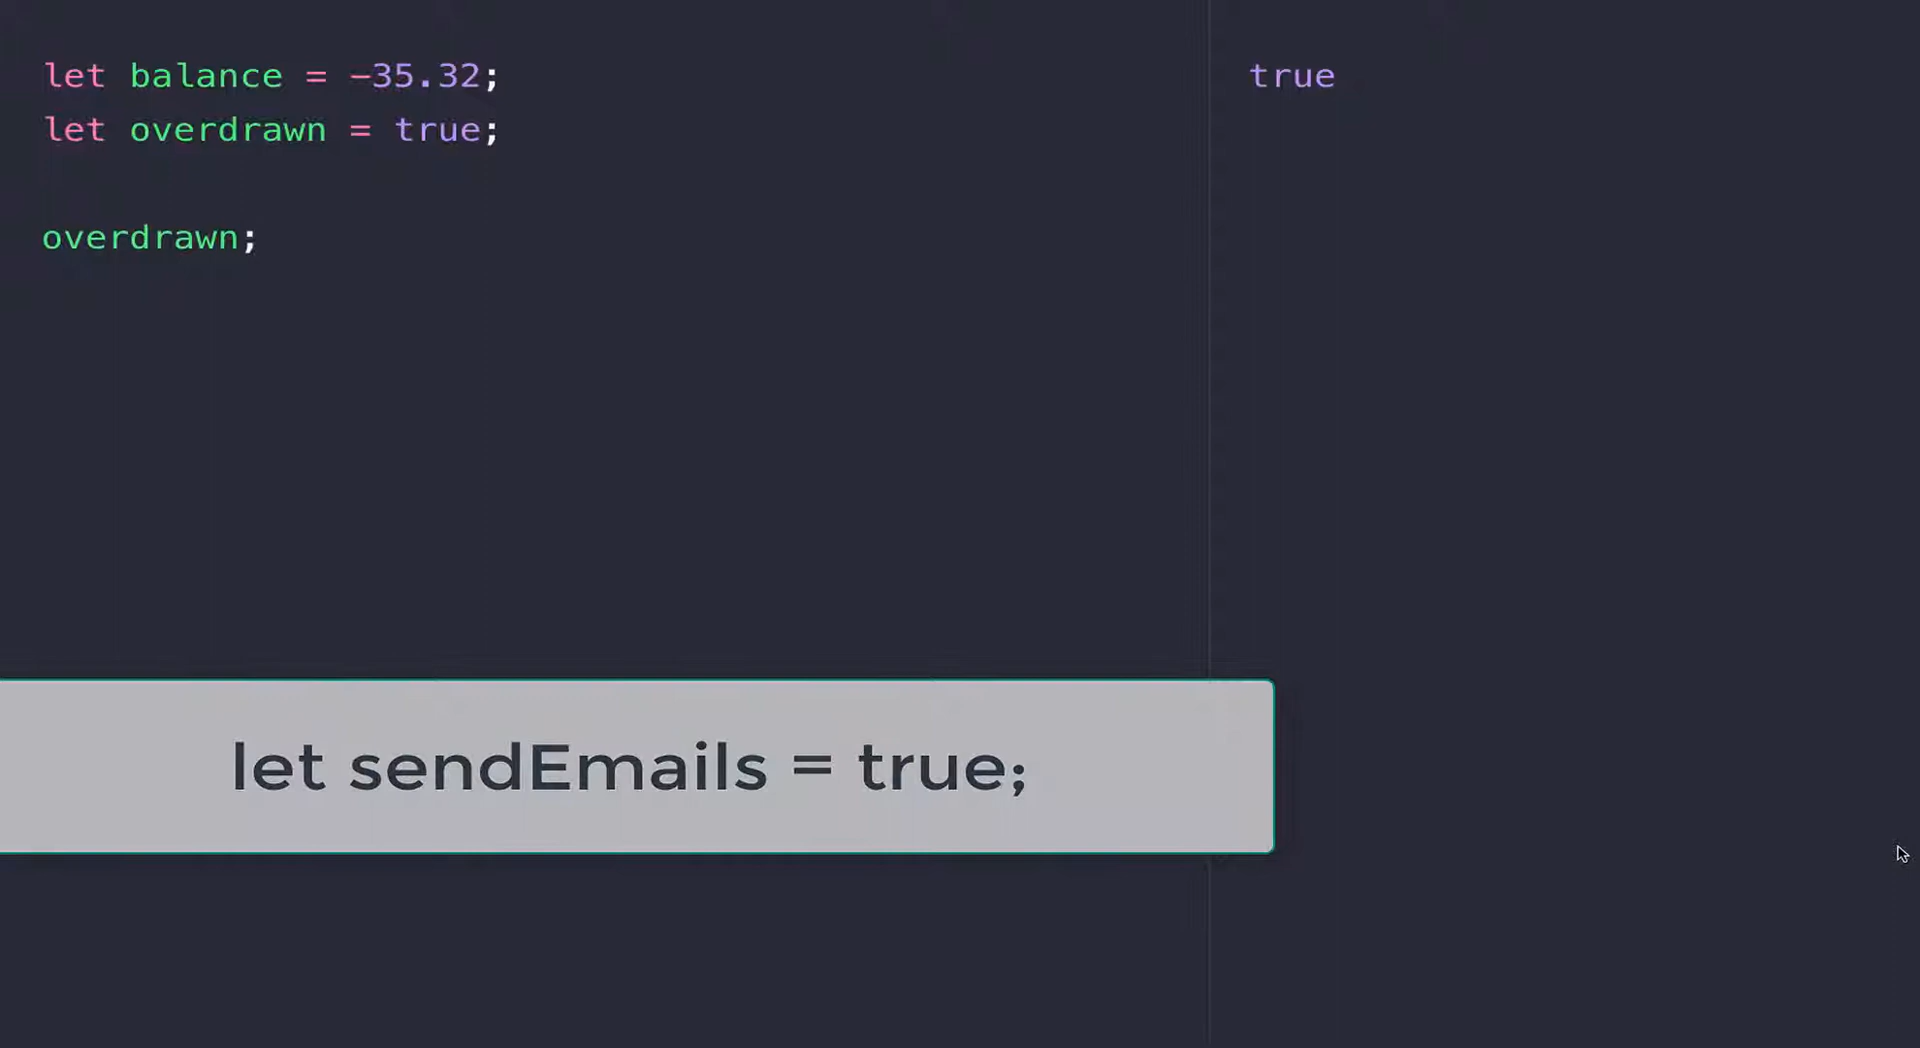 let balance = -35.32;
let overdrawn = true;
overdrawn;
true
let sendEmails = true;